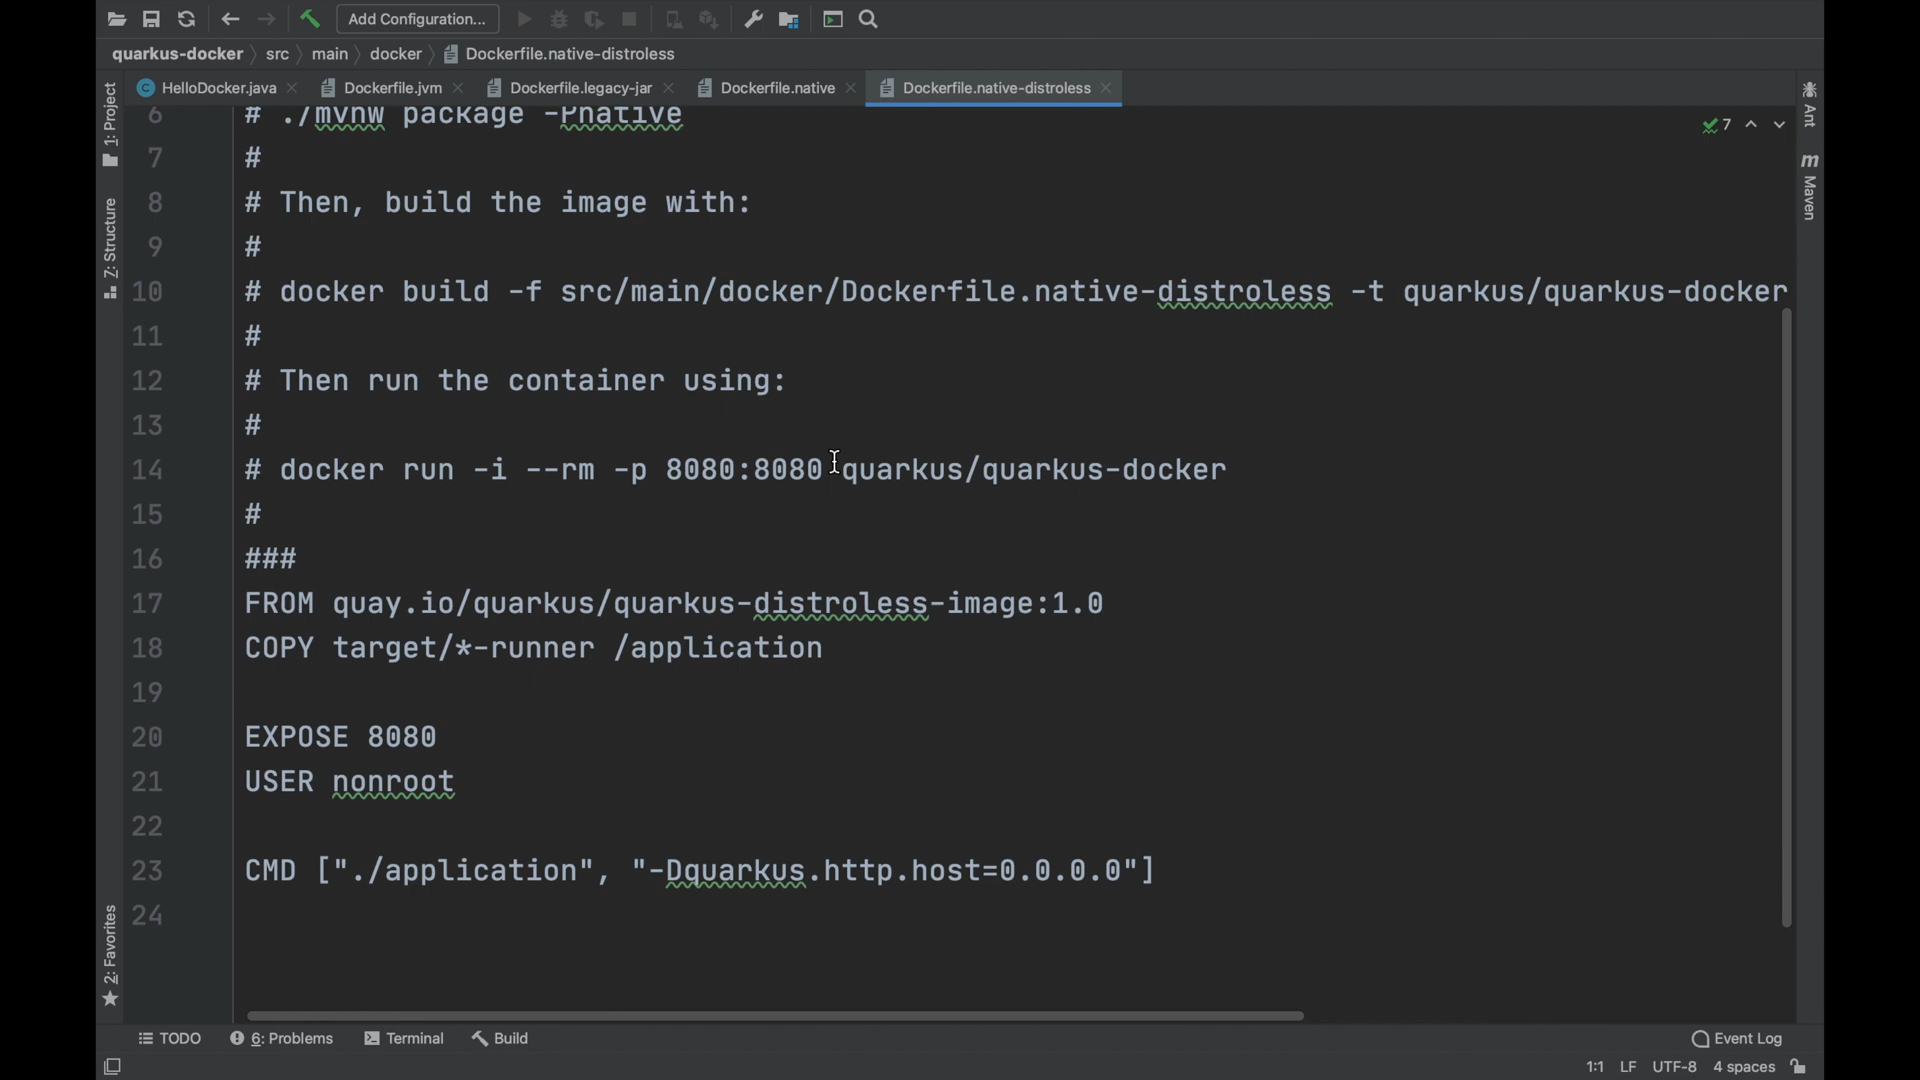 Add Configuration...
quarkus-docker src main docker Dockerfile.native-distroless
HelloDocker.java Dockerfile.jvm Dockerfile.legacy-jar Dockerfile.native Dockerfile.native-distroless
1: Project
Z: Structure
2: Favorites
6 # ./mvnw package -Pnative
7 #
8 # Then, build the image with:
9 #
10 # docker build -f src/main/docker/Dockerfile.native-distroless -t quarkus/quarkus-docker
11 #
12 # Then run the container using:
13 #
14 # docker run -i --rm -p 8080:8080 quarkus/quarkus-docker
15 #
16 ###
17 FROM quay.io/quarkus/quarkus-distroless-image:1.0
18 COPY target/*-runner /application
19
20 EXPOSE 8080
21 USER nonroot
22
23 CMD ["./application", "-Dquarkus.http.host=0.0.0.0"]
24
7
Ant
m Maven
TODO 6: Problems Terminal Build Event Log
1:1 LF UTF-8 4 spaces